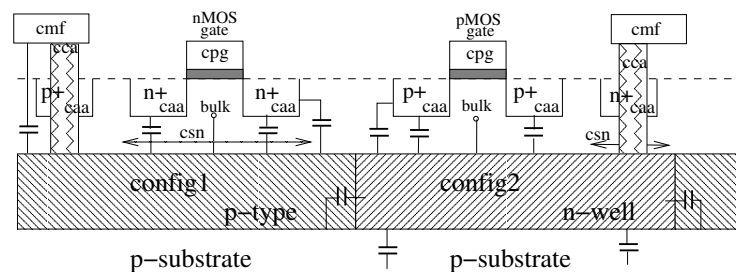 nMOS
gate
pMOS
gate
cmf
cca
cpg
cpg
cmf
cca
p+
caa
n+
caa
bulk
n+
caa
p+
caa
bulk
p+
caa
n+
caa
csn
csn
config1
config2
p-type
n-well
p-substrate
p-substrate